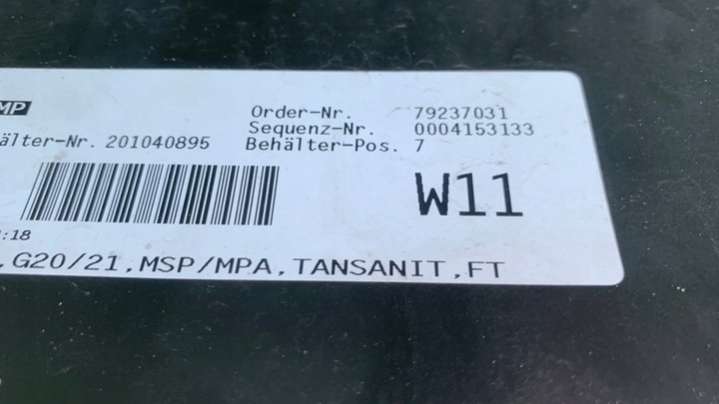 MP
Order-Nr. 79237031
Sequenz-Nr. 0004153133
älter-Nr. 201040895 Behälter-Pos. 7
W11
:18
,G20/21,MSP/MPA,TANSANIT,FT